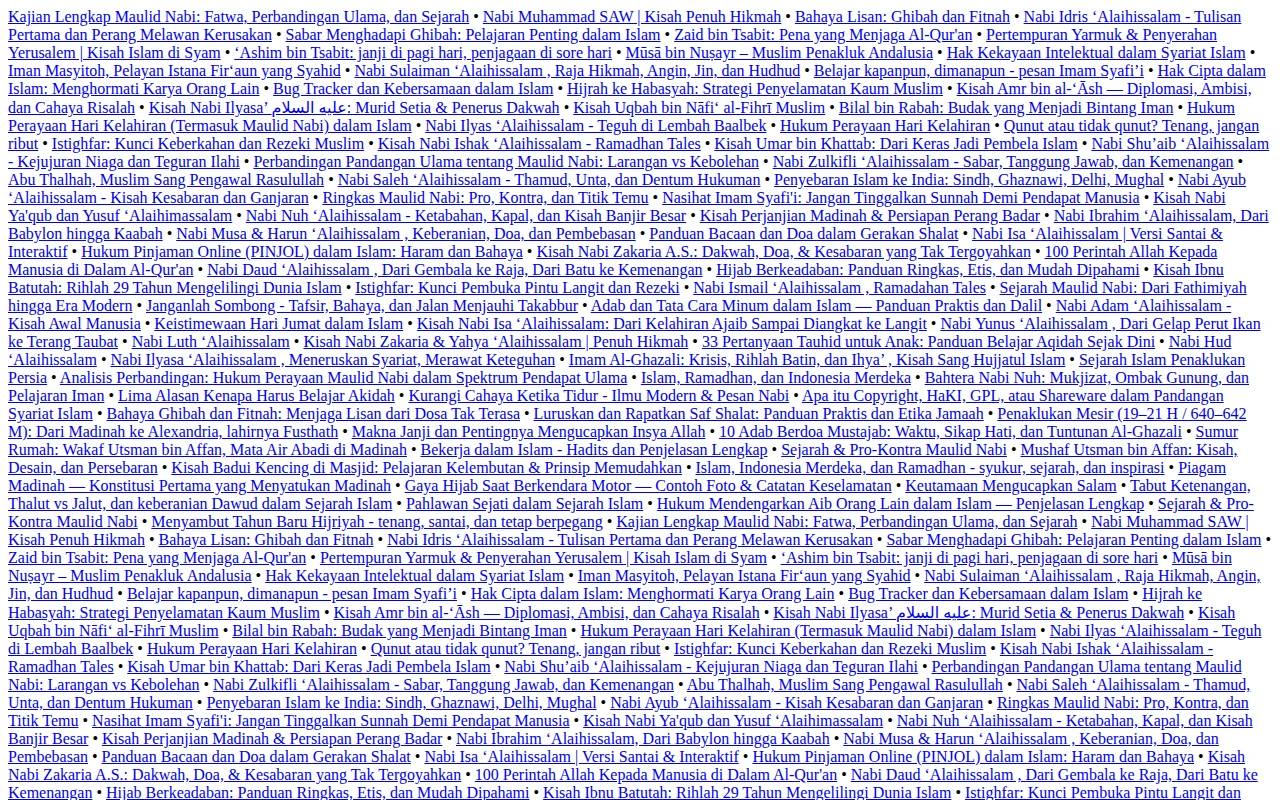 Kajian Lengkap Maulid Nabi: Fatwa, Perbandingan Ulama, dan Sejarah • Nabi Muhammad SAW | Kisah Penuh Hikmah • Bahaya Lisan: Ghibah dan Fitnah • Nabi Idris ‘Alaihissalam - Tulisan
Pertama dan Perang Melawan Kerusakan • Sabar Menghadapi Ghibah: Pelajaran Penting dalam Islam • Zaid bin Tsabit: Pena yang Menjaga Al-Qur'an • Pertempuran Yarmuk & Penyerahan
Yerusalem | Kisah Islam di Syam • ‘Ashim bin Tsabit: janji di pagi hari, penjagaan di sore hari • Mūsā bin Nuṣayr – Muslim Penakluk Andalusia • Hak Kekayaan Intelektual dalam Syariat Islam •
Iman Masyitoh, Pelayan Istana Fir‘aun yang Syahid • Nabi Sulaiman ‘Alaihissalam , Raja Hikmah, Angin, Jin, dan Hudhud • Belajar kapanpun, dimanapun - pesan Imam Syafi’i • Hak Cipta dalam
Islam: Menghormati Karya Orang Lain • Bug Tracker dan Kebersamaan dalam Islam • Hijrah ke Habasyah: Strategi Penyelamatan Kaum Muslim • Kisah Amr bin al-‘Āsh — Diplomasi, Ambisi,
dan Cahaya Risalah • Kisah Nabi Ilyasa’ عليه السلام: Murid Setia & Penerus Dakwah • Kisah Uqbah bin Nāfi‘ al-Fihrī Muslim • Bilal bin Rabah: Budak yang Menjadi Bintang Iman • Hukum
Perayaan Hari Kelahiran (Termasuk Maulid Nabi) dalam Islam • Nabi Ilyas ‘Alaihissalam - Teguh di Lembah Baalbek • Hukum Perayaan Hari Kelahiran • Qunut atau tidak qunut? Tenang, jangan
ribut • Istighfar: Kunci Keberkahan dan Rezeki Muslim • Kisah Nabi Ishak ‘Alaihissalam - Ramadhan Tales • Kisah Umar bin Khattab: Dari Keras Jadi Pembela Islam • Nabi Shu’aib ‘Alaihissalam
- Kejujuran Niaga dan Teguran Ilahi • Perbandingan Pandangan Ulama tentang Maulid Nabi: Larangan vs Kebolehan • Nabi Zulkifli ‘Alaihissalam - Sabar, Tanggung Jawab, dan Kemenangan •
Abu Thalhah, Muslim Sang Pengawal Rasulullah • Nabi Saleh ‘Alaihissalam - Thamud, Unta, dan Dentum Hukuman • Penyebaran Islam ke India: Sindh, Ghaznawi, Delhi, Mughal • Nabi Ayub
‘Alaihissalam - Kisah Kesabaran dan Ganjaran • Ringkas Maulid Nabi: Pro, Kontra, dan Titik Temu • Nasihat Imam Syafi'i: Jangan Tinggalkan Sunnah Demi Pendapat Manusia • Kisah Nabi
Ya'qub dan Yusuf ‘Alaihimassalam • Nabi Nuh ‘Alaihissalam - Ketabahan, Kapal, dan Kisah Banjir Besar • Kisah Perjanjian Madinah & Persiapan Perang Badar • Nabi Ibrahim ‘Alaihissalam, Dari
Babylon hingga Kaabah • Nabi Musa & Harun ‘Alaihissalam , Keberanian, Doa, dan Pembebasan • Panduan Bacaan dan Doa dalam Gerakan Shalat • Nabi Isa ‘Alaihissalam | Versi Santai &
Interaktif • Hukum Pinjaman Online (PINJOL) dalam Islam: Haram dan Bahaya • Kisah Nabi Zakaria A.S.: Dakwah, Doa, & Kesabaran yang Tak Tergoyahkan • 100 Perintah Allah Kepada
Manusia di Dalam Al-Qur'an • Nabi Daud ‘Alaihissalam , Dari Gembala ke Raja, Dari Batu ke Kemenangan • Hijab Berkeadaban: Panduan Ringkas, Etis, dan Mudah Dipahami • Kisah Ibnu
Batutah: Rihlah 29 Tahun Mengelilingi Dunia Islam • Istighfar: Kunci Pembuka Pintu Langit dan Rezeki • Nabi Ismail ‘Alaihissalam , Ramadahan Tales • Sejarah Maulid Nabi: Dari Fathimiyah
hingga Era Modern • Janganlah Sombong - Tafsir, Bahaya, dan Jalan Menjauhi Takabbur • Adab dan Tata Cara Minum dalam Islam — Panduan Praktis dan Dalil • Nabi Adam ‘Alaihissalam -
Kisah Awal Manusia • Keistimewaan Hari Jumat dalam Islam • Kisah Nabi Isa ‘Alaihissalam: Dari Kelahiran Ajaib Sampai Diangkat ke Langit • Nabi Yunus ‘Alaihissalam , Dari Gelap Perut Ikan
ke Terang Taubat • Nabi Luth ‘Alaihissalam • Kisah Nabi Zakaria & Yahya ‘Alaihissalam | Penuh Hikmah • 33 Pertanyaan Tauhid untuk Anak: Panduan Belajar Aqidah Sejak Dini • Nabi Hud
‘Alaihissalam • Nabi Ilyasa ‘Alaihissalam , Meneruskan Syariat, Merawat Keteguhan • Imam Al-Ghazali: Krisis, Rihlah Batin, dan Ihya’ , Kisah Sang Hujjatul Islam • Sejarah Islam Penaklukan
Persia • Analisis Perbandingan: Hukum Perayaan Maulid Nabi dalam Spektrum Pendapat Ulama • Islam, Ramadhan, dan Indonesia Merdeka • Bahtera Nabi Nuh: Mukjizat, Ombak Gunung, dan
Pelajaran Iman • Lima Alasan Kenapa Harus Belajar Akidah • Kurangi Cahaya Ketika Tidur - Ilmu Modern & Pesan Nabi • Apa itu Copyright, HaKI, GPL, atau Shareware dalam Pandangan
Syariat Islam • Bahaya Ghibah dan Fitnah: Menjaga Lisan dari Dosa Tak Terasa • Luruskan dan Rapatkan Saf Shalat: Panduan Praktis dan Etika Jamaah • Penaklukan Mesir (19–21 H / 640–642
M): Dari Madinah ke Alexandria, lahirnya Fusthath • Makna Janji dan Pentingnya Mengucapkan Insya Allah • 10 Adab Berdoa Mustajab: Waktu, Sikap Hati, dan Tuntunan Al-Ghazali • Sumur
Rumah: Wakaf Utsman bin Affan, Mata Air Abadi di Madinah • Bekerja dalam Islam - Hadits dan Penjelasan Lengkap • Sejarah & Pro-Kontra Maulid Nabi • Mushaf Utsman bin Affan: Kisah,
Desain, dan Persebaran • Kisah Badui Kencing di Masjid: Pelajaran Kelembutan & Prinsip Memudahkan • Islam, Indonesia Merdeka, dan Ramadhan - syukur, sejarah, dan inspirasi • Piagam
Madinah — Konstitusi Pertama yang Menyatukan Madinah • Gaya Hijab Saat Berkendara Motor — Contoh Foto & Catatan Keselamatan • Keutamaan Mengucapkan Salam • Tabut Ketenangan,
Thalut vs Jalut, dan keberanian Dawud dalam Sejarah Islam • Pahlawan Sejati dalam Sejarah Islam • Hukum Mendengarkan Aib Orang Lain dalam Islam — Penjelasan Lengkap • Sejarah & Pro-
Kontra Maulid Nabi • Menyambut Tahun Baru Hijriyah - tenang, santai, dan tetap berpegang • Kajian Lengkap Maulid Nabi: Fatwa, Perbandingan Ulama, dan Sejarah • Nabi Muhammad SAW |
Kisah Penuh Hikmah • Bahaya Lisan: Ghibah dan Fitnah • Nabi Idris ‘Alaihissalam - Tulisan Pertama dan Perang Melawan Kerusakan • Sabar Menghadapi Ghibah: Pelajaran Penting dalam Islam •
Zaid bin Tsabit: Pena yang Menjaga Al-Qur'an • Pertempuran Yarmuk & Penyerahan Yerusalem | Kisah Islam di Syam • ‘Ashim bin Tsabit: janji di pagi hari, penjagaan di sore hari • Mūsā bin
Nuṣayr – Muslim Penakluk Andalusia • Hak Kekayaan Intelektual dalam Syariat Islam • Iman Masyitoh, Pelayan Istana Fir‘aun yang Syahid • Nabi Sulaiman ‘Alaihissalam , Raja Hikmah, Angin,
Jin, dan Hudhud • Belajar kapanpun, dimanapun - pesan Imam Syafi’i • Hak Cipta dalam Islam: Menghormati Karya Orang Lain • Bug Tracker dan Kebersamaan dalam Islam • Hijrah ke
Habasyah: Strategi Penyelamatan Kaum Muslim • Kisah Amr bin al-‘Āsh — Diplomasi, Ambisi, dan Cahaya Risalah • Kisah Nabi Ilyasa’ عليه السلام: Murid Setia & Penerus Dakwah • Kisah
Uqbah bin Nāfi‘ al-Fihrī Muslim • Bilal bin Rabah: Budak yang Menjadi Bintang Iman • Hukum Perayaan Hari Kelahiran (Termasuk Maulid Nabi) dalam Islam • Nabi Ilyas ‘Alaihissalam - Teguh
di Lembah Baalbek • Hukum Perayaan Hari Kelahiran • Qunut atau tidak qunut? Tenang, jangan ribut • Istighfar: Kunci Keberkahan dan Rezeki Muslim • Kisah Nabi Ishak ‘Alaihissalam -
Ramadhan Tales • Kisah Umar bin Khattab: Dari Keras Jadi Pembela Islam • Nabi Shu’aib ‘Alaihissalam - Kejujuran Niaga dan Teguran Ilahi • Perbandingan Pandangan Ulama tentang Maulid
Nabi: Larangan vs Kebolehan • Nabi Zulkifli ‘Alaihissalam - Sabar, Tanggung Jawab, dan Kemenangan • Abu Thalhah, Muslim Sang Pengawal Rasulullah • Nabi Saleh ‘Alaihissalam - Thamud,
Unta, dan Dentum Hukuman • Penyebaran Islam ke India: Sindh, Ghaznawi, Delhi, Mughal • Nabi Ayub ‘Alaihissalam - Kisah Kesabaran dan Ganjaran • Ringkas Maulid Nabi: Pro, Kontra, dan
Titik Temu • Nasihat Imam Syafi'i: Jangan Tinggalkan Sunnah Demi Pendapat Manusia • Kisah Nabi Ya'qub dan Yusuf ‘Alaihimassalam • Nabi Nuh ‘Alaihissalam - Ketabahan, Kapal, dan Kisah
Banjir Besar • Kisah Perjanjian Madinah & Persiapan Perang Badar • Nabi Ibrahim ‘Alaihissalam, Dari Babylon hingga Kaabah • Nabi Musa & Harun ‘Alaihissalam , Keberanian, Doa, dan
Pembebasan • Panduan Bacaan dan Doa dalam Gerakan Shalat • Nabi Isa ‘Alaihissalam | Versi Santai & Interaktif • Hukum Pinjaman Online (PINJOL) dalam Islam: Haram dan Bahaya • Kisah
Nabi Zakaria A.S.: Dakwah, Doa, & Kesabaran yang Tak Tergoyahkan • 100 Perintah Allah Kepada Manusia di Dalam Al-Qur'an • Nabi Daud ‘Alaihissalam , Dari Gembala ke Raja, Dari Batu ke
Kemenangan • Hijab Berkeadaban: Panduan Ringkas, Etis, dan Mudah Dipahami • Kisah Ibnu Batutah: Rihlah 29 Tahun Mengelilingi Dunia Islam • Istighfar: Kunci Pembuka Pintu Langit dan